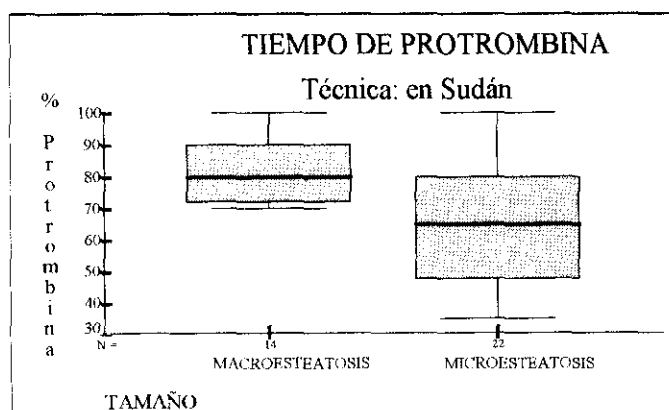 TIEMPO DE PROTROMBINA
Técnica: en Sudán
% Protrombina
100
90
80
70
60
50
40
30
N = 14 22
MACROESTEATOSIS MICROESTEATOSIS
TAMAÑO